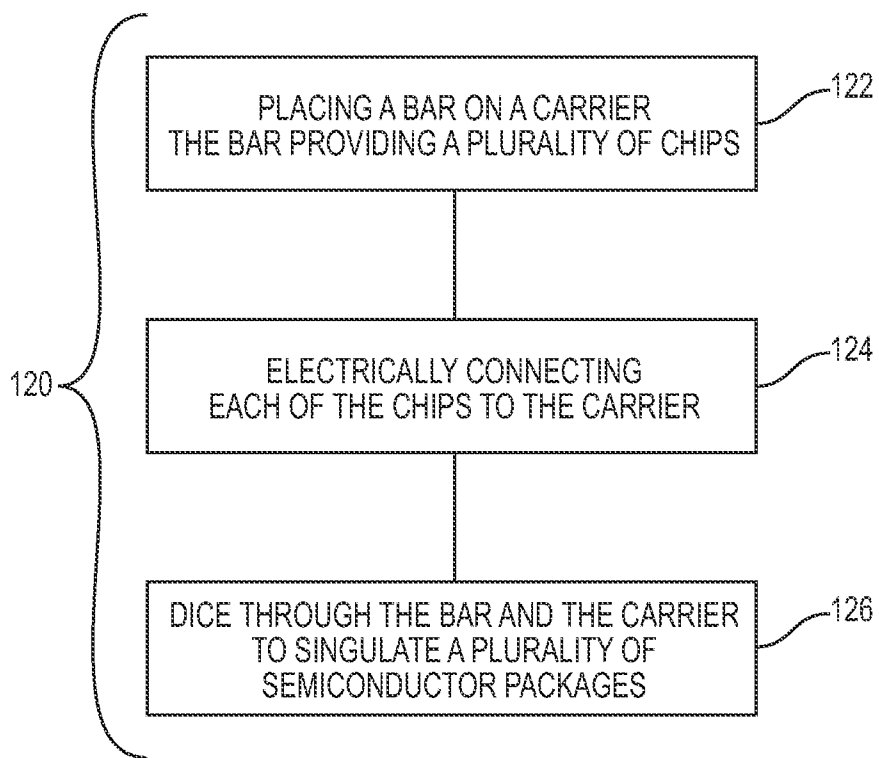 PLACING A BAR ON A CARRIER
THE BAR PROVIDING A PLURALITY OF CHIPS
122
ELECTRICALLY CONNECTING
EACH OF THE CHIPS TO THE CARRIER
124
120
DICE THROUGH THE BAR AND THE CARRIER
TO SINGULATE A PLURALITY OF
SEMICONDUCTOR PACKAGES
126